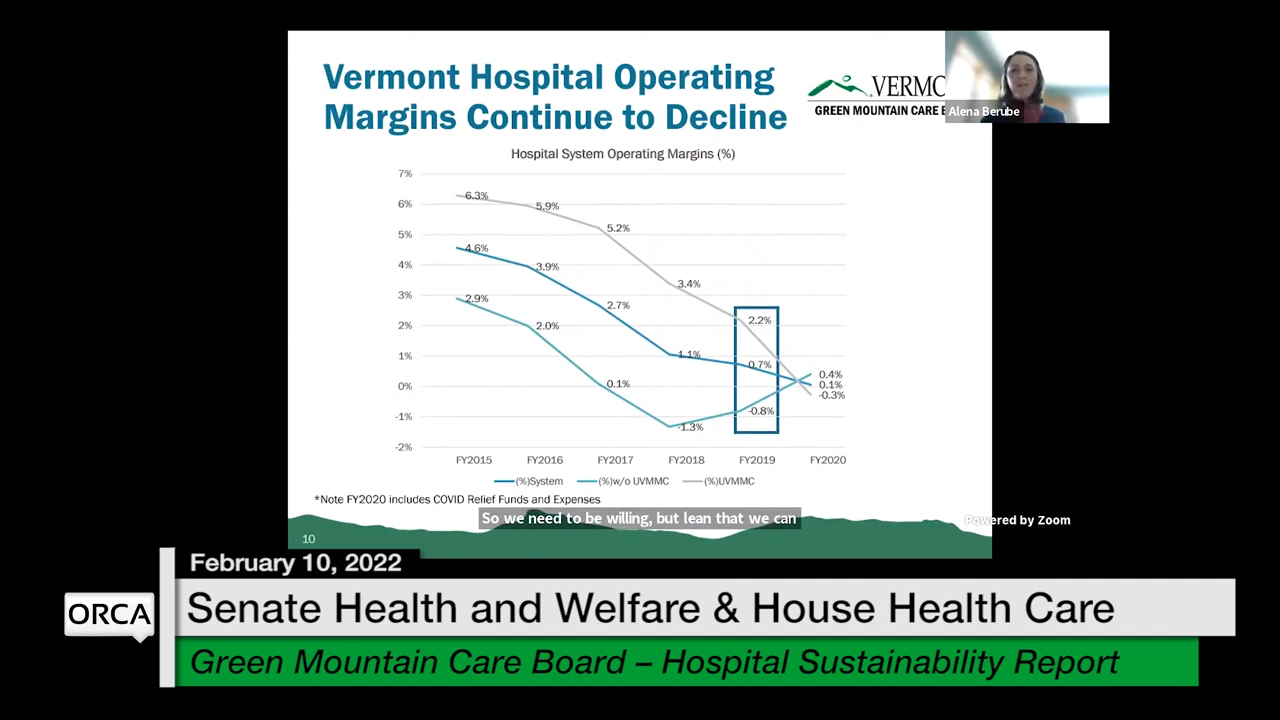 Vermont Hospital Operating
Margins Continue to Decline
VERMO
GREEN MOUNTAIN CARE B
Alena Berube
Hospital System Operating Margins (%)
7%
6%
5%
4%
3%
2%
1%
0%
-1%
-2%
6.3%
5.9%
5.2%
3.4%
2.2%
-0.3%
4.6%
3.9%
2.7%
1.1%
0.7%
0.1%
2.9%
2.0%
0.1%
-1.3%
-0.8%
0.4%
FY2015 FY2016 FY2017 FY2018 FY2019 FY2020
(%)System (%)w/o UVMMC (%)UVMMC
*Note FY2020 includes COVID Relief Funds and Expenses
So we need to be willing, but lean that we can
Powered by Zoom
10
February 10, 2022
ORCA
Senate Health and Welfare & House Health Care
Green Mountain Care Board – Hospital Sustainability Report